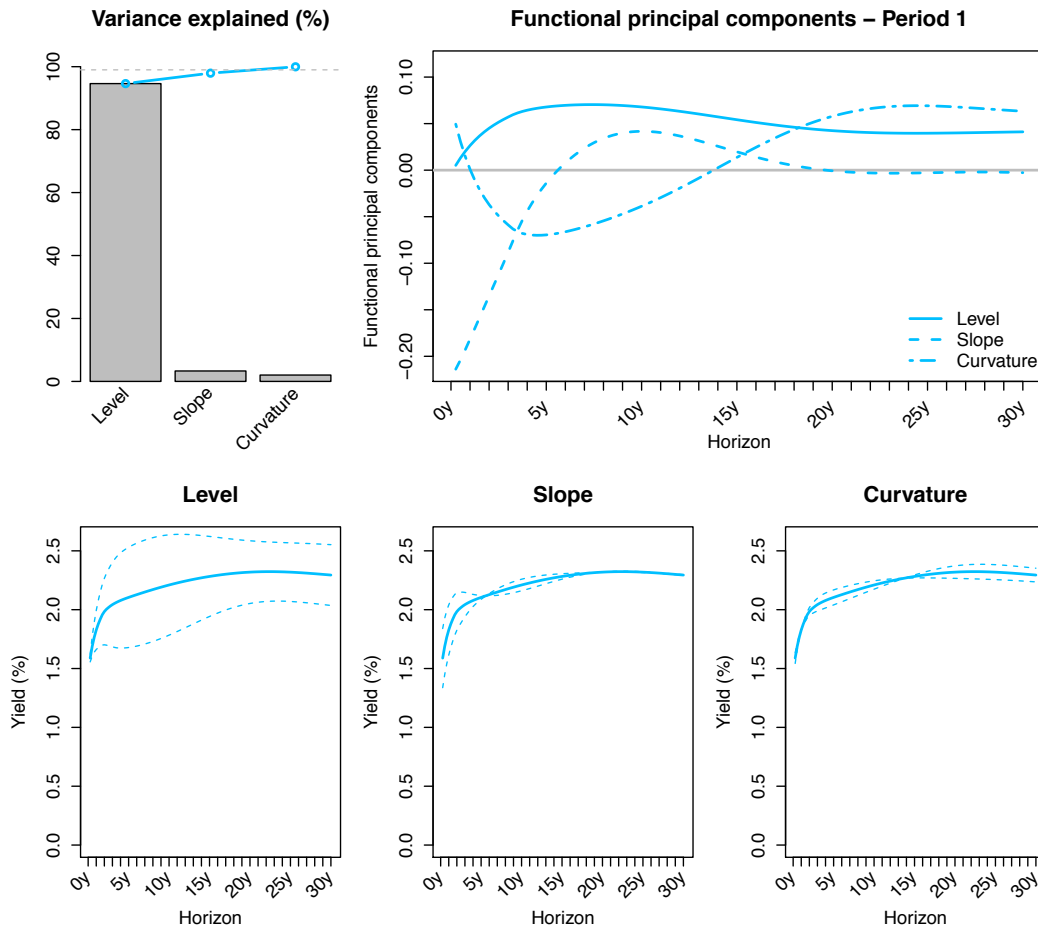 Variance explained (%)
0 20 40 60 80 100
Level Slope Curvature
Functional principal components – Period 1
Functional principal components
0.10
0.00
−0.10
−0.20
Level
Slope
Curvature
0y 5y 10y 15y 20y 25y 30y
Horizon
Level
Yield (%)
0.0 0.5 1.0 1.5 2.0 2.5
0y 5y 10y 15y 20y 25y 30y
Horizon
Slope
Yield (%)
0.0 0.5 1.0 1.5 2.0 2.5
0y 5y 10y 15y 20y 25y 30y
Horizon
Curvature
Yield (%)
0.0 0.5 1.0 1.5 2.0 2.5
0y 5y 10y 15y 20y 25y 30y
Horizon